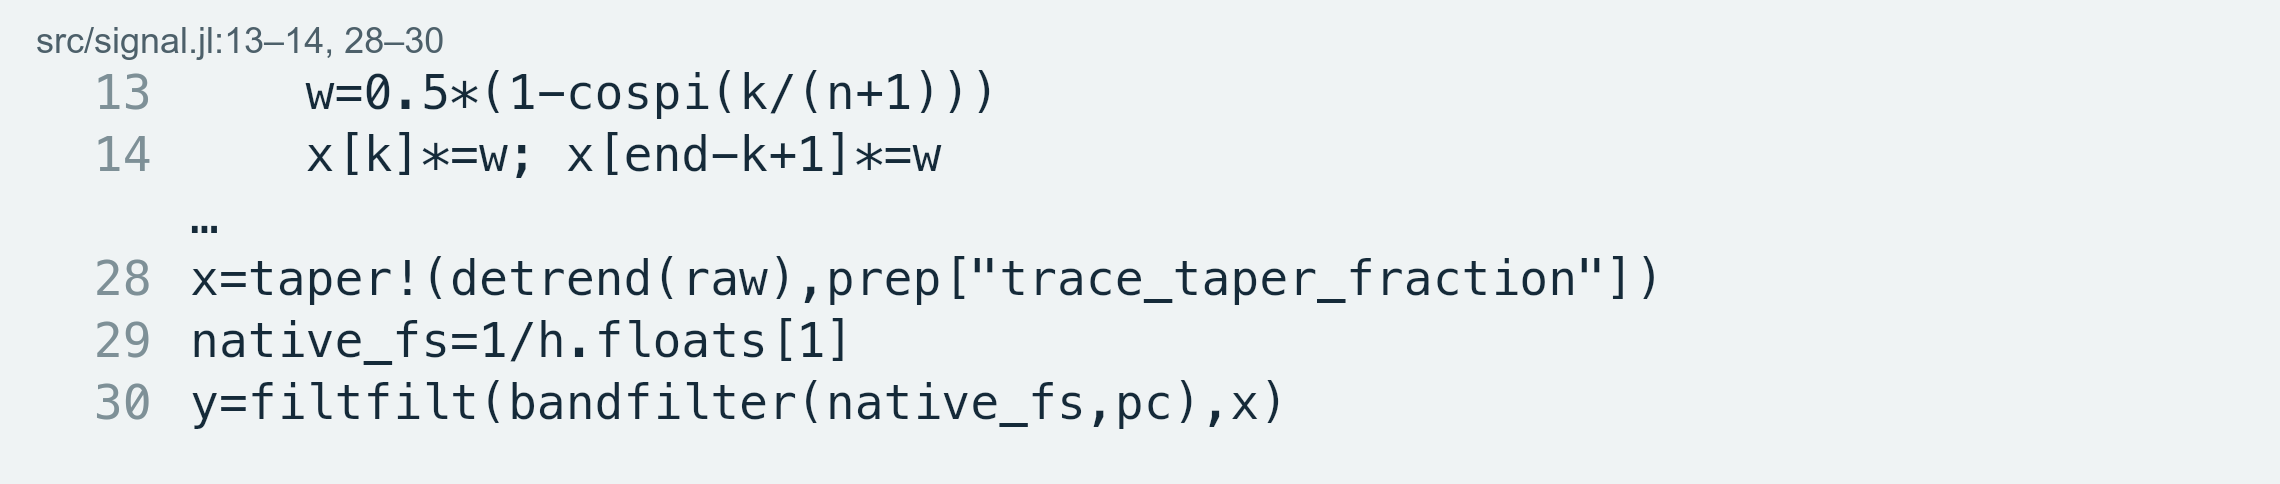 src/signal.jl:13–14, 28–30
13     w=0.5*(1−cospi(k/(n+1)))
14     x[k]*=w; x[end−k+1]*=w
…
28 x=taper!(detrend(raw),prep["trace_taper_fraction"])
29 native_fs=1/h.floats[1]
30 y=filtfilt(bandfilter(native_fs,pc),x)